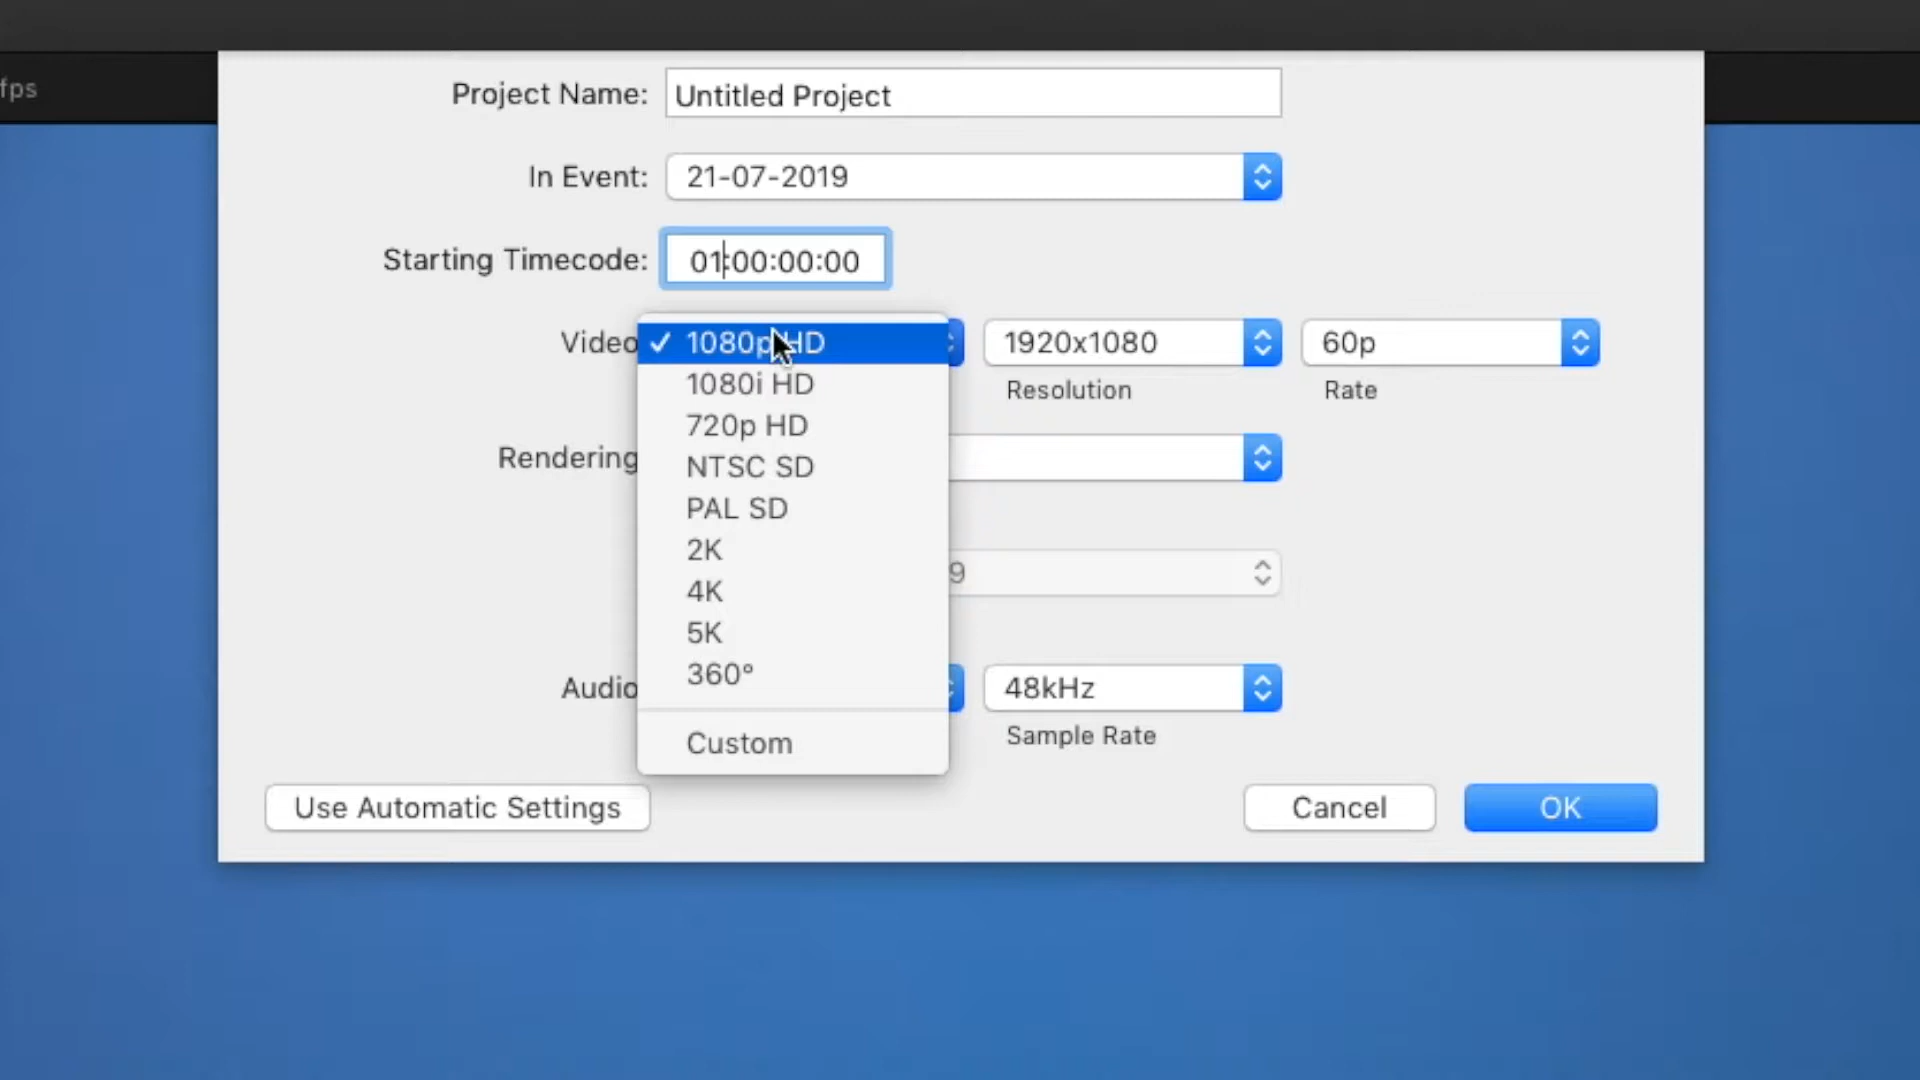 fps
Project Name: Untitled Project
In Event: 21-07-2019
Starting Timecode: 01:00:00:00
Video ✓ 1080p HD 1920x1080 60p
1080i HD Resolution Rate
720p HD
Rendering NTSC SD
PAL SD
2K
9
4K
5K
360°
Audio 48kHz
Sample Rate
Custom
Use Automatic Settings Cancel OK